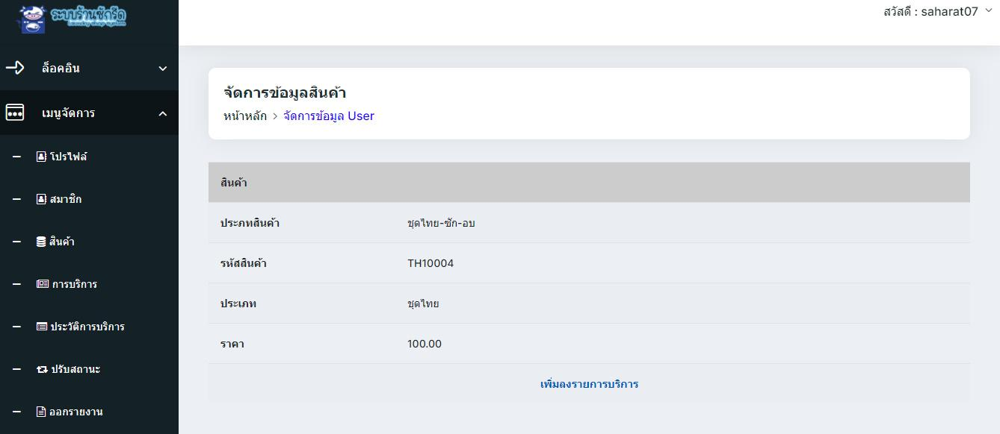 ระบบร้านซักรีด
สวัสดี : saharat07
ล็อคอิน
เมนูจัดการ
โปรไฟล์
สมาชิก
สินค้า
การบริการ
ประวัติการบริการ
ปรับสถานะ
ออกรายงาน
จัดการข้อมูลสินค้า
หน้าหลัก > จัดการข้อมูล User
สินค้า
ประภทสินค้า ชุดไทย-ซัก-อบ
รหัสสินค้า TH10004
ประเภท ชุดไทย
ราคา 100.00
เพิ่มลงรายการบริการ